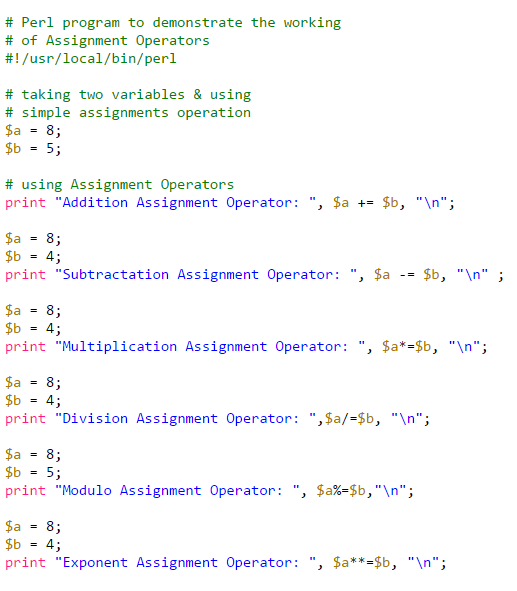 # Perl program to demonstrate the working
# of Assignment Operators
#!/usr/local/bin/perl
# taking two variables & using
# simple assignments operation
$a = 8;
$b = 5;
# using Assignment Operators
print "Addition Assignment Operator: ", $a += $b, "\n";
$a = 8;
$b = 4;
print "Subtractation Assignment Operator: ", $a -= $b, "\n" ;
$a = 8;
$b = 4;
print "Multiplication Assignment Operator: ", $a*=$b, "\n";
$a = 8;
$b = 4;
print "Division Assignment Operator: ",$a/=$b, "\n";
$a = 8;
$b = 5;
print "Modulo Assignment Operator: ", $a%=$b,"\n";
$a = 8;
$b = 4;
print "Exponent Assignment Operator: ", $a**=$b, "\n";